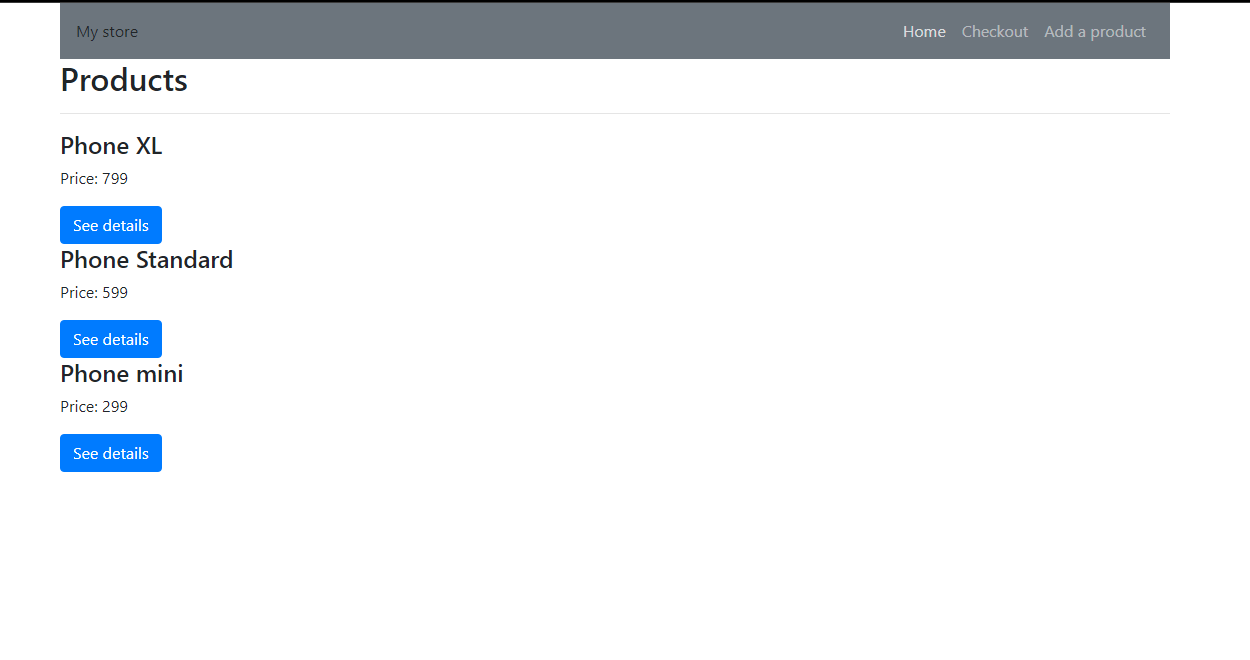 My store Home Checkout Add a product
Products
Phone XL
Price: 799
See details
Phone Standard
Price: 599
See details
Phone mini
Price: 299
See details